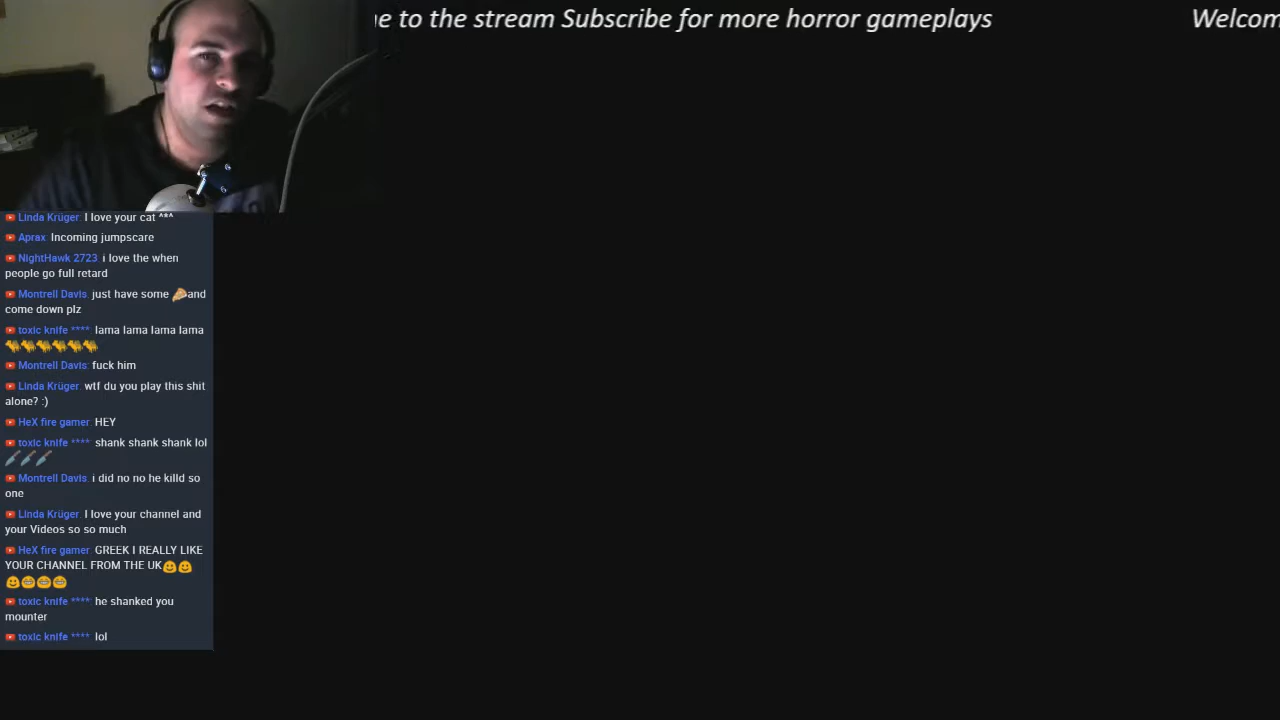 e to the stream Subscribe for more horror gameplays Welcom
Linda Krüger: I love your cat ^^^
Aprax: Incoming jumpscare
NightHawk 2723: i love the when
people go full retard
Montrell Davis: just have some 🍕and
come down plz
toxic knife ****: lama lama lama lama
🐫🐫🐫🐫🐫🐫
Montrell Davis: fuck him
Linda Krüger: wtf du you play this shit
alone? :)
HeX fire gamer: HEY
toxic knife ****: shank shank shank lol
🔪🔪🔪
Montrell Davis: i did no no he killd so
one
Linda Krüger: I love your channel and
your Videos so so much
HeX fire gamer: GREEK I REALLY LIKE
YOUR CHANNEL FROM THE UK
toxic knife ****: he shanked you
mounter
toxic knife ****: lol